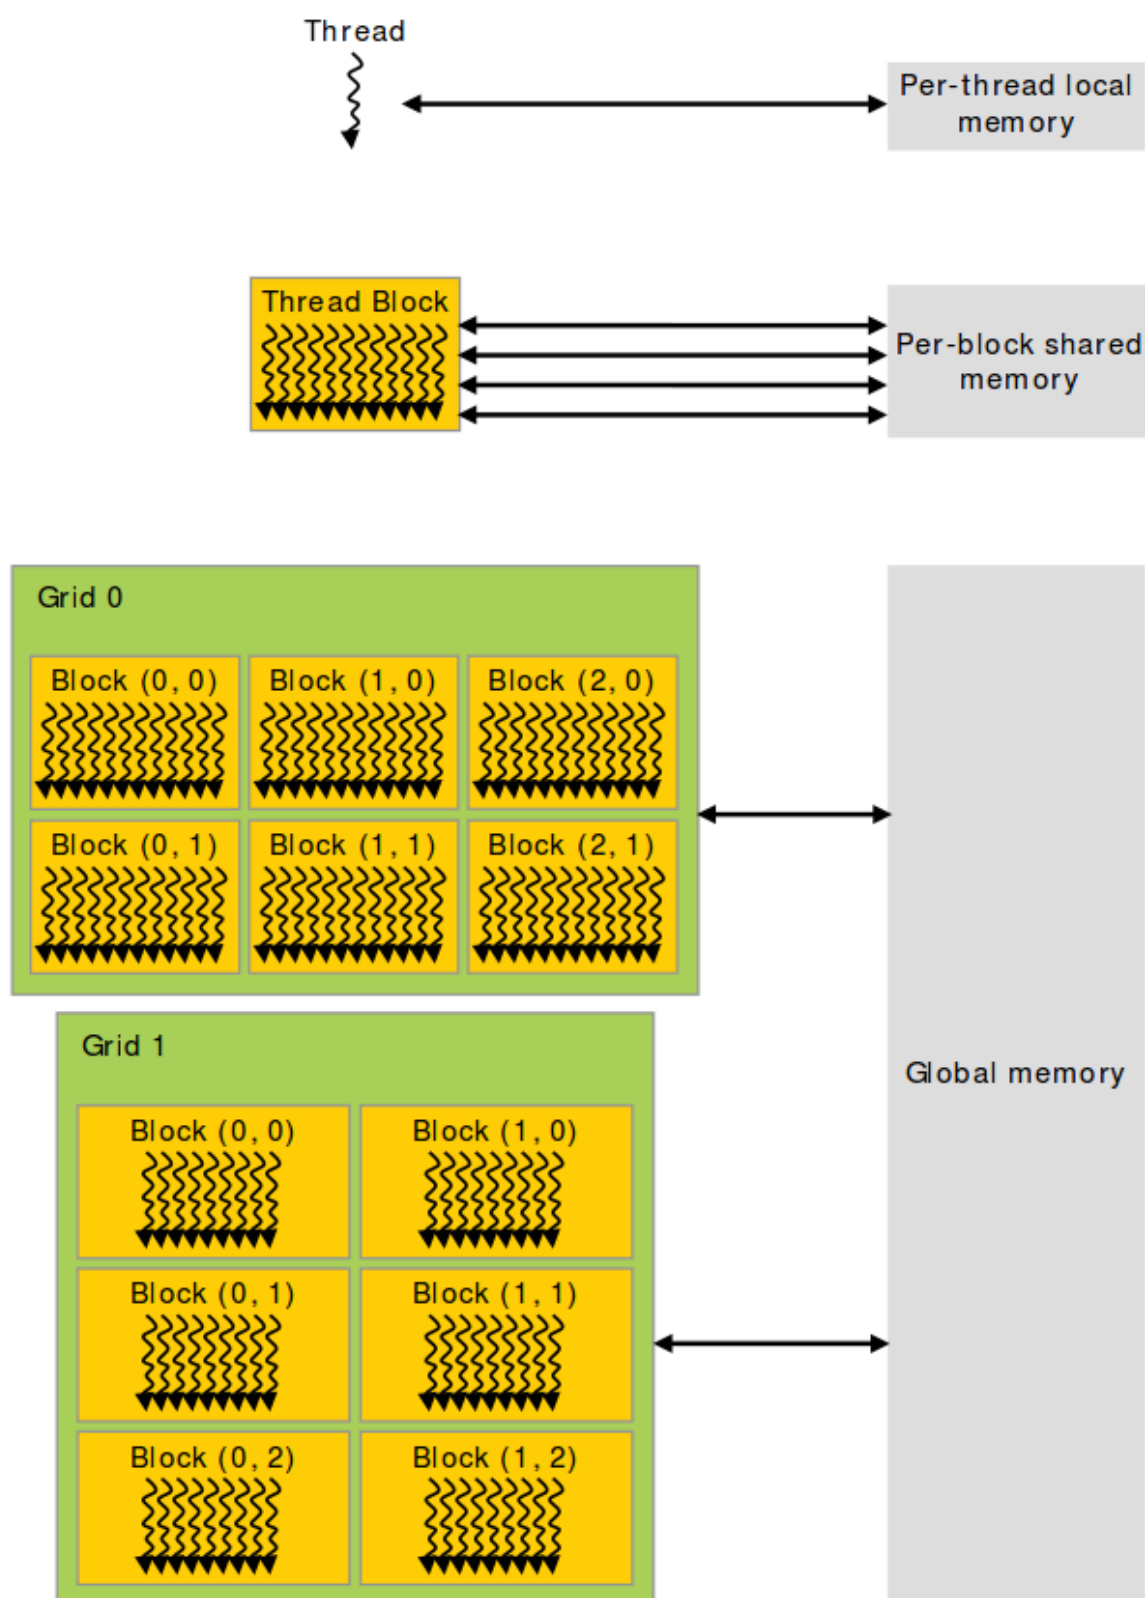 Thread
Per-thread local
memory
Thread Block
Per-block shared
memory
Grid 0
Block (0, 0)
Block (1, 0)
Block (2, 0)
Block (0, 1)
Block (1, 1)
Block (2, 1)
Grid 1
Block (0, 0)
Block (1, 0)
Block (0, 1)
Block (1, 1)
Block (0, 2)
Block (1, 2)
Global memory